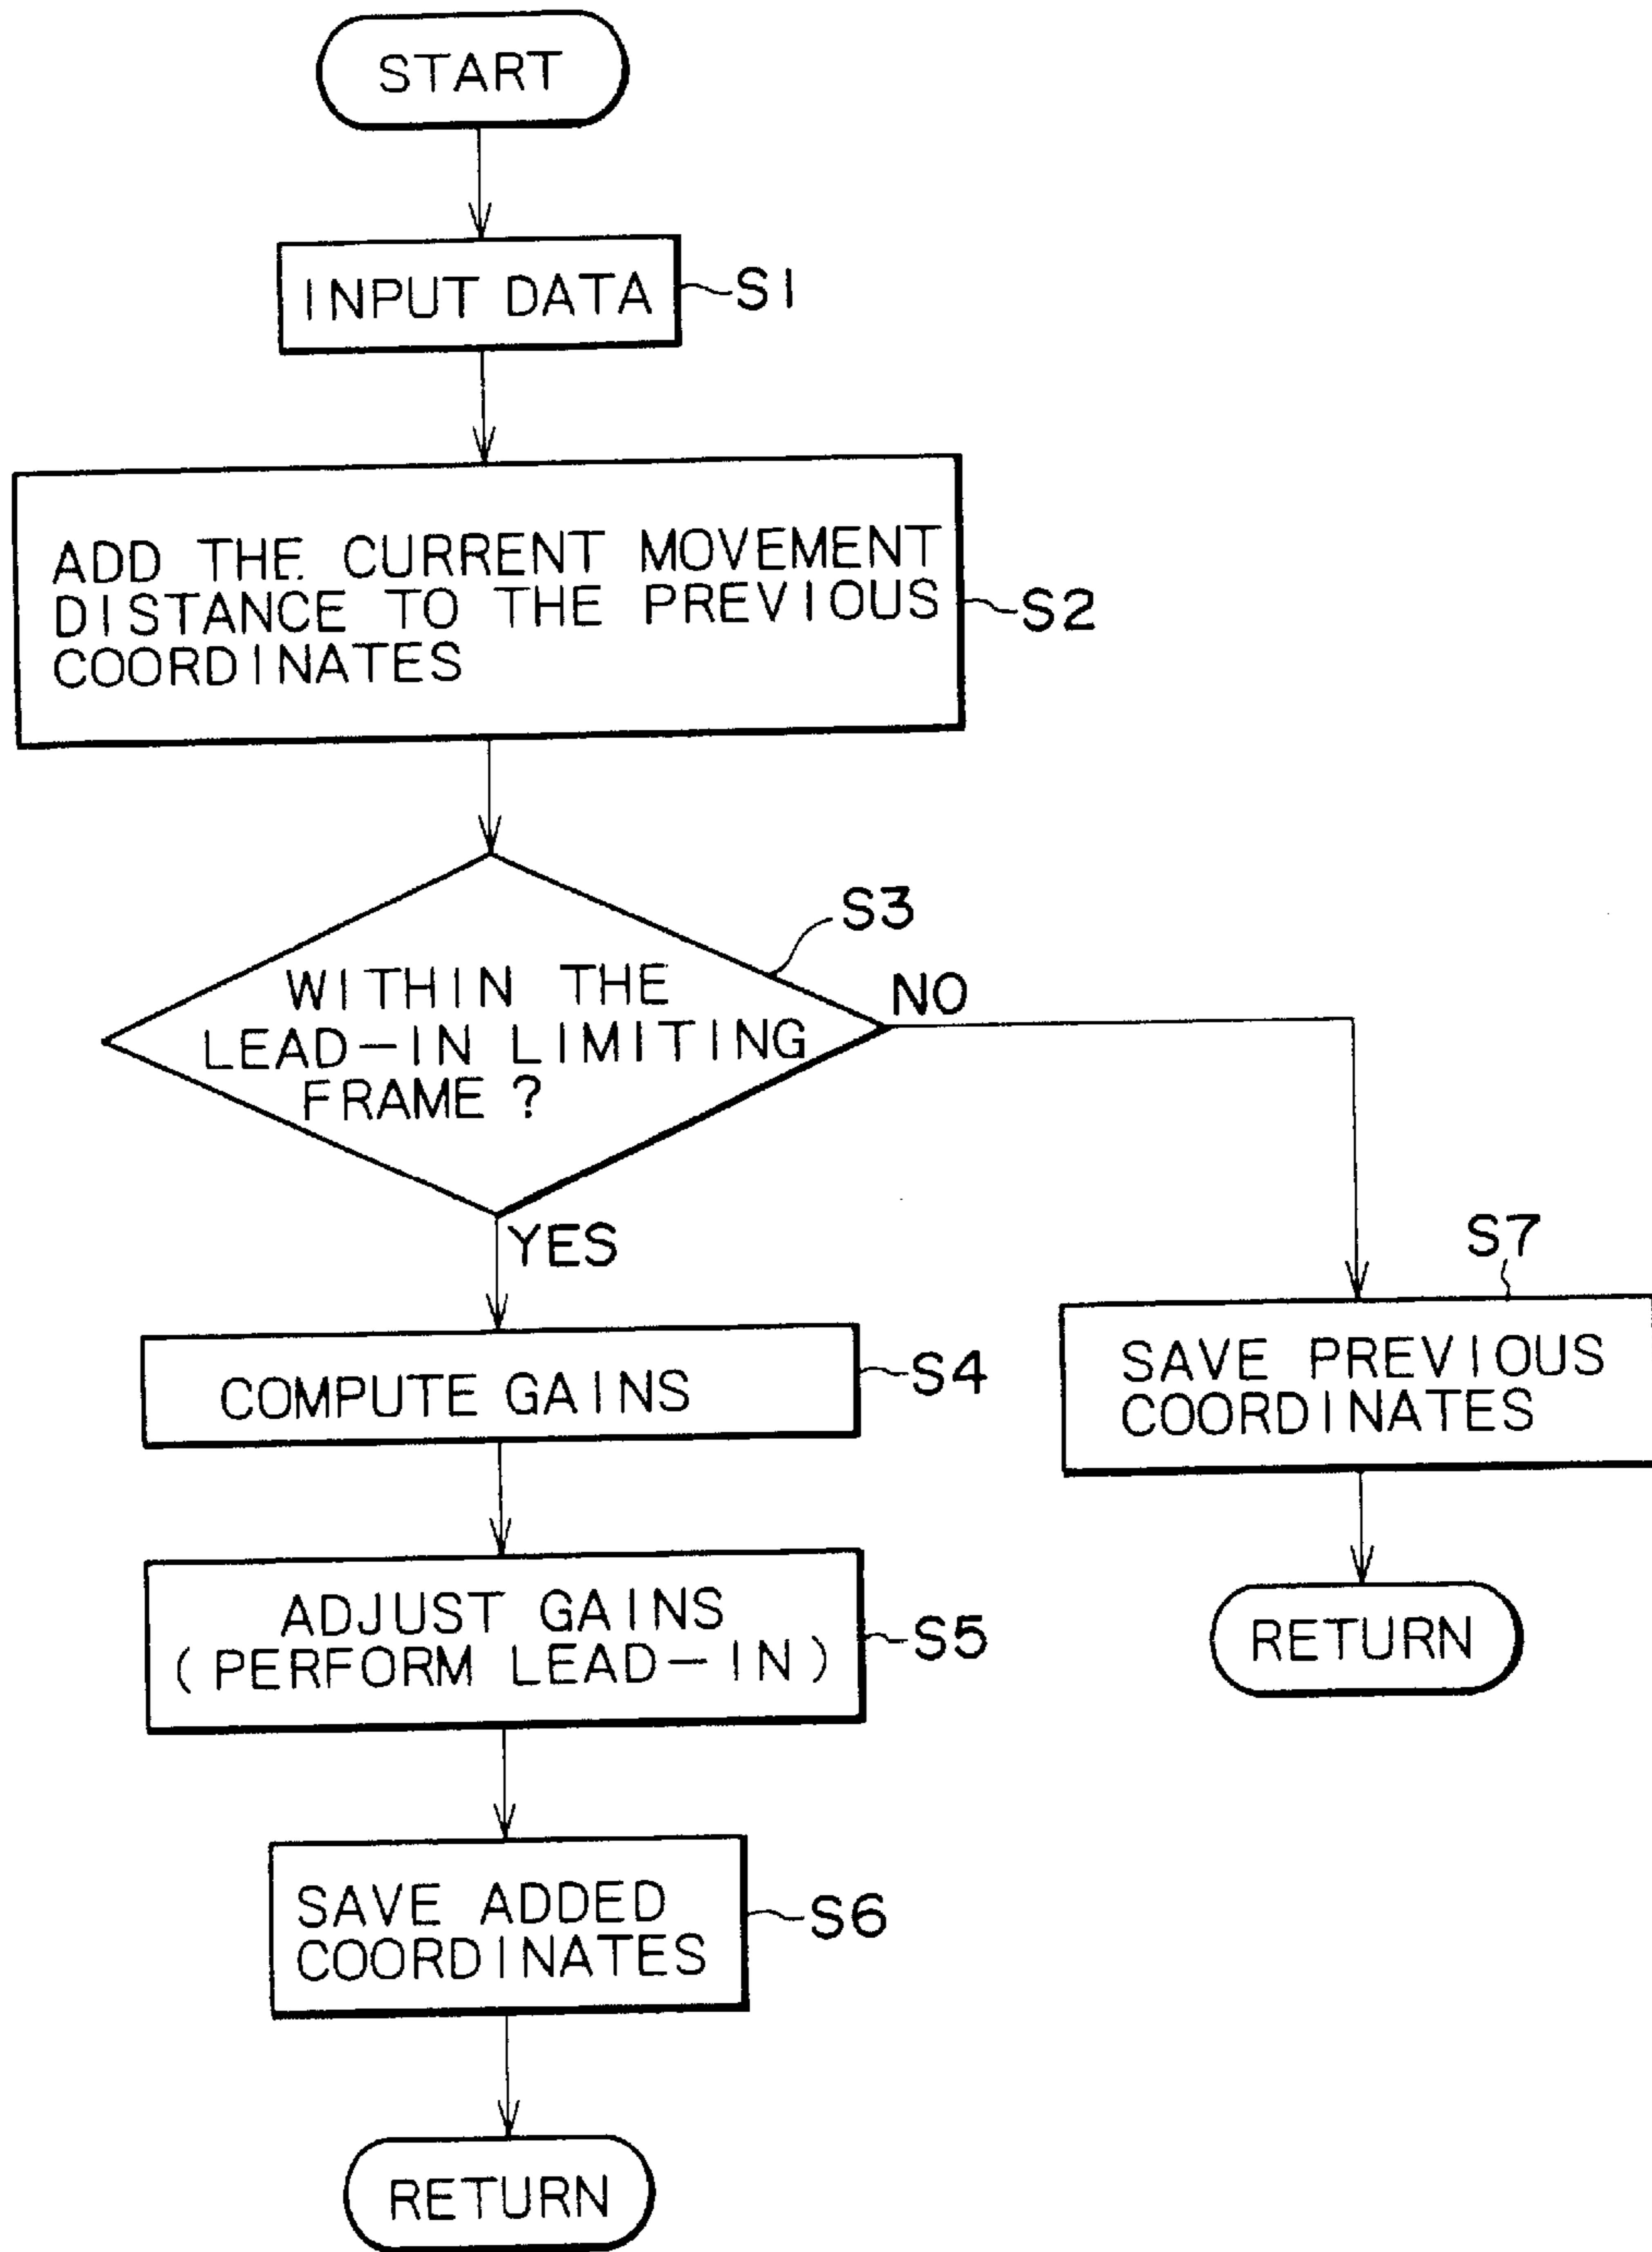 START
INPUT DATA
S1
ADD THE CURRENT MOVEMENT
DISTANCE TO THE PREVIOUS
COORDINATES
S2
S3
WITHIN THE
LEAD-IN LIMITING
FRAME?
NO
YES
S7
COMPUTE GAINS
S4
SAVE PREVIOUS
COORDINATES
ADJUST GAINS
(PERFORM LEAD-IN)
S5
RETURN
SAVE ADDED
COORDINATES
S6
RETURN